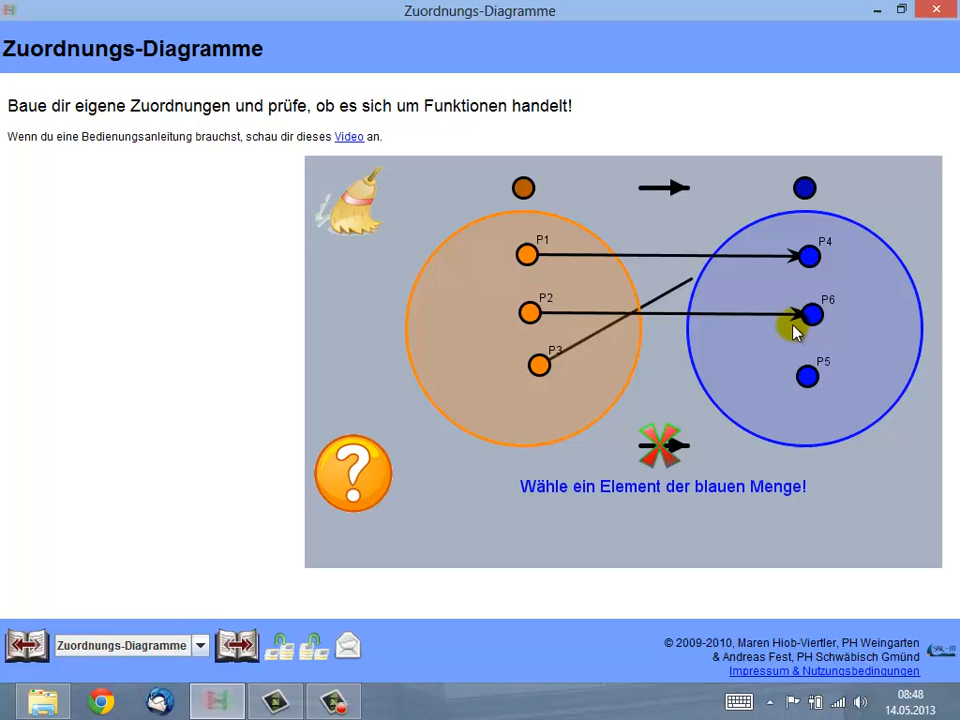 Zuordnungs-Diagramme
Zuordnungs-Diagramme
Baue dir eigene Zuordnungen und prüfe, ob es sich um Funktionen handelt!
Wenn du eine Bedienungsanleitung brauchst, schau dir dieses Video an.
P1
P4
P2
P6
P3
P5
?
Wähle ein Element der blauen Menge!
Zuordnungs-Diagramme
© 2009-2010, Maren Hiob-Viertler, PH Weingarten
& Andreas Fest, PH Schwäbisch Gmünd
Impressum & Nutzungsbedingungen
08:48
14.05.2013